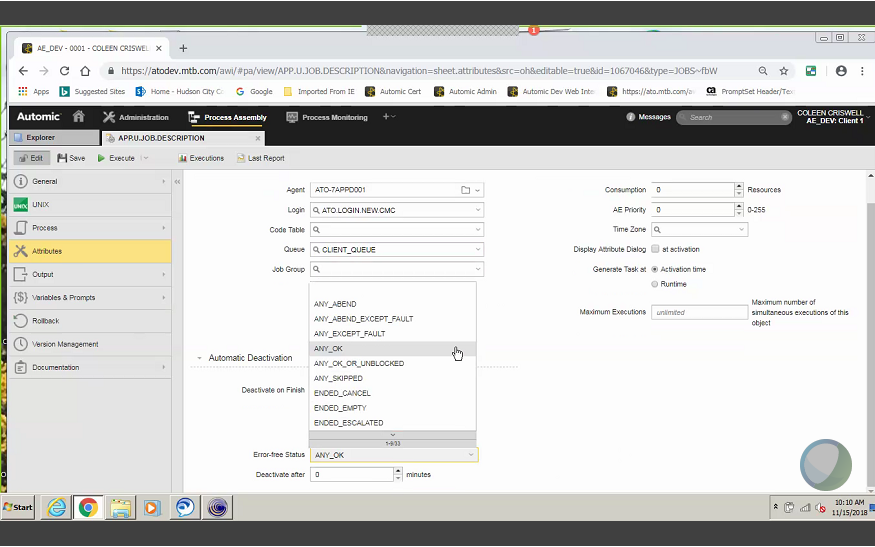 1
AE_DEV - 0001 - COLEEN CRISWELL
https://atodev.mtb.com/awi/#pa/view/APP.U.JOB.DESCRIPTION&navigation=sheet.attributes&src=oh&editable=true&id=1067046&type=JOBS~fbW
Apps Suggested Sites Home - Hudson City Imported From IE Google Automic Cert Automic Admin Automic Dev Web Inte https://ato.mtb.com/a PromptSet Header/Tex
Automic Administration Process Assembly Process Monitoring Messages Search COLEEN CRISWELL
AE_DEV: Client 1
Explorer APP.U.JOB.DESCRIPTION
Edit Save Execute Executions Last Report
General
UNIX
Process
Attributes
Output
Variables & Prompts
Rollback
Version Management
Documentation
Agent ATO-7APPD001
Login ATO.LOGIN.NEW.CMC
Code Table
Queue CLIENT_QUEUE
Job Group
ANY_ABEND
ANY_ABEND_EXCEPT_FAULT
ANY_EXCEPT_FAULT
ANY_OK
ANY_OK_OR_UNBLOCKED
ANY_SKIPPED
ENDED_CANCEL
ENDED_EMPTY
ENDED_ESCALATED
1-9/33
Automatic Deactivation
Deactivate on Finish
Error-free Status ANY_OK
Deactivate after 0 minutes
Consumption 0 Resources
AE Priority 0 0-255
Time Zone
Display Attribute Dialog at activation
Generate Task at Activation time
Runtime
Maximum Executions unlimited Maximum number of
simultaneous executions of this
object
Start
10:10 AM
11/15/2018